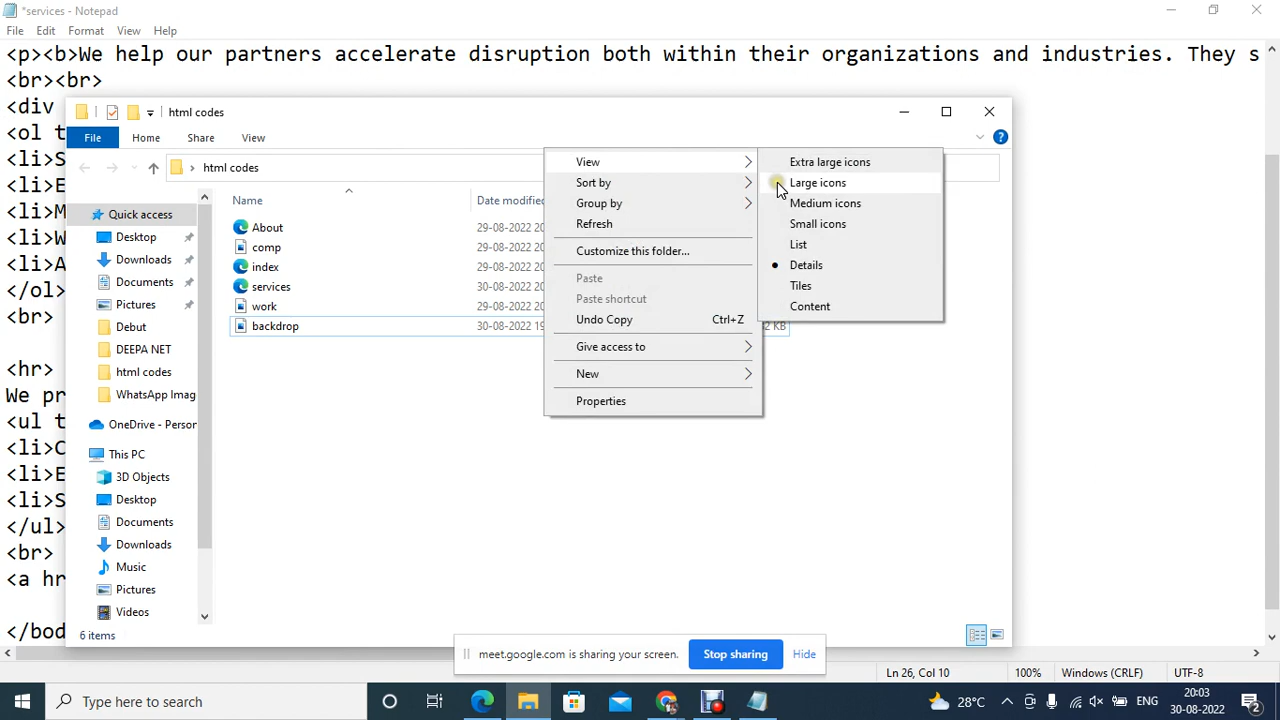 *services - Notepad
File Edit Format View Help
<p><b>We help our partners accelerate disruption both within their organizations and industries. They s
<br><br>
<div
<ol t
<li>S
<li>E
<li>M
<li>W
<li>A
</ol>
<br>
<hr>
We pr
<ul t
<li>C
<li>E
<li>S
</ul>
<br>
<a hr
</bod
html codes
File Home Share View
html codes
Name Date modified
Quick access
Desktop
Downloads
Documents
Pictures
Debut
DEEPA NET
html codes
WhatsApp Imag
OneDrive - Person
This PC
3D Objects
Desktop
Documents
Downloads
Music
Pictures
Videos
About 29-08-2022
comp 29-08-2022
index 29-08-2022
services 29-08-2022
work 29-08-2022
backdrop 30-08-2022 19 KB
View
Sort by
Group by
Refresh
Customize this folder...
Paste
Paste shortcut
Undo Copy Ctrl+Z
Give access to
New
Properties
Extra large icons
Large icons
Medium icons
Small icons
List
Details
Tiles
Content
6 items
meet.google.com is sharing your screen. Stop sharing Hide
Ln 26, Col 10 100% Windows (CRLF) UTF-8
Type here to search
28°C ENG
20:03
30-08-2022
2